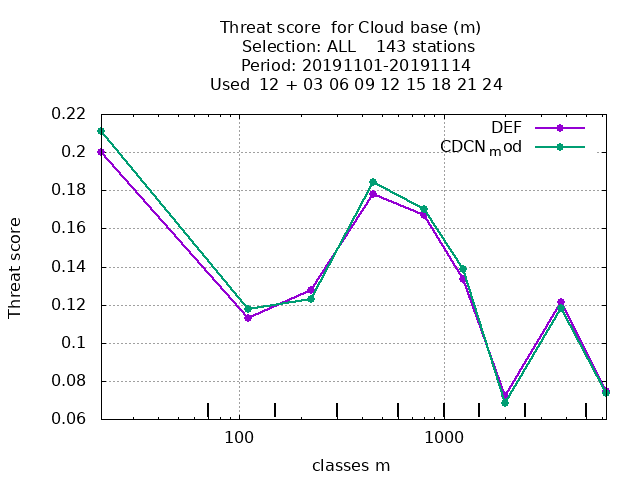 Threat score  for Cloud base (m)
Selection: ALL    143 stations
Period: 20191101-20191114
Used  12 + 03 06 09 12 15 18 21 24
0.22
DEF
CDCN_mod
0.2
0.18
0.16
0.14
0.12
0.1
0.08
0.06
Threat score
100
1000
classes m